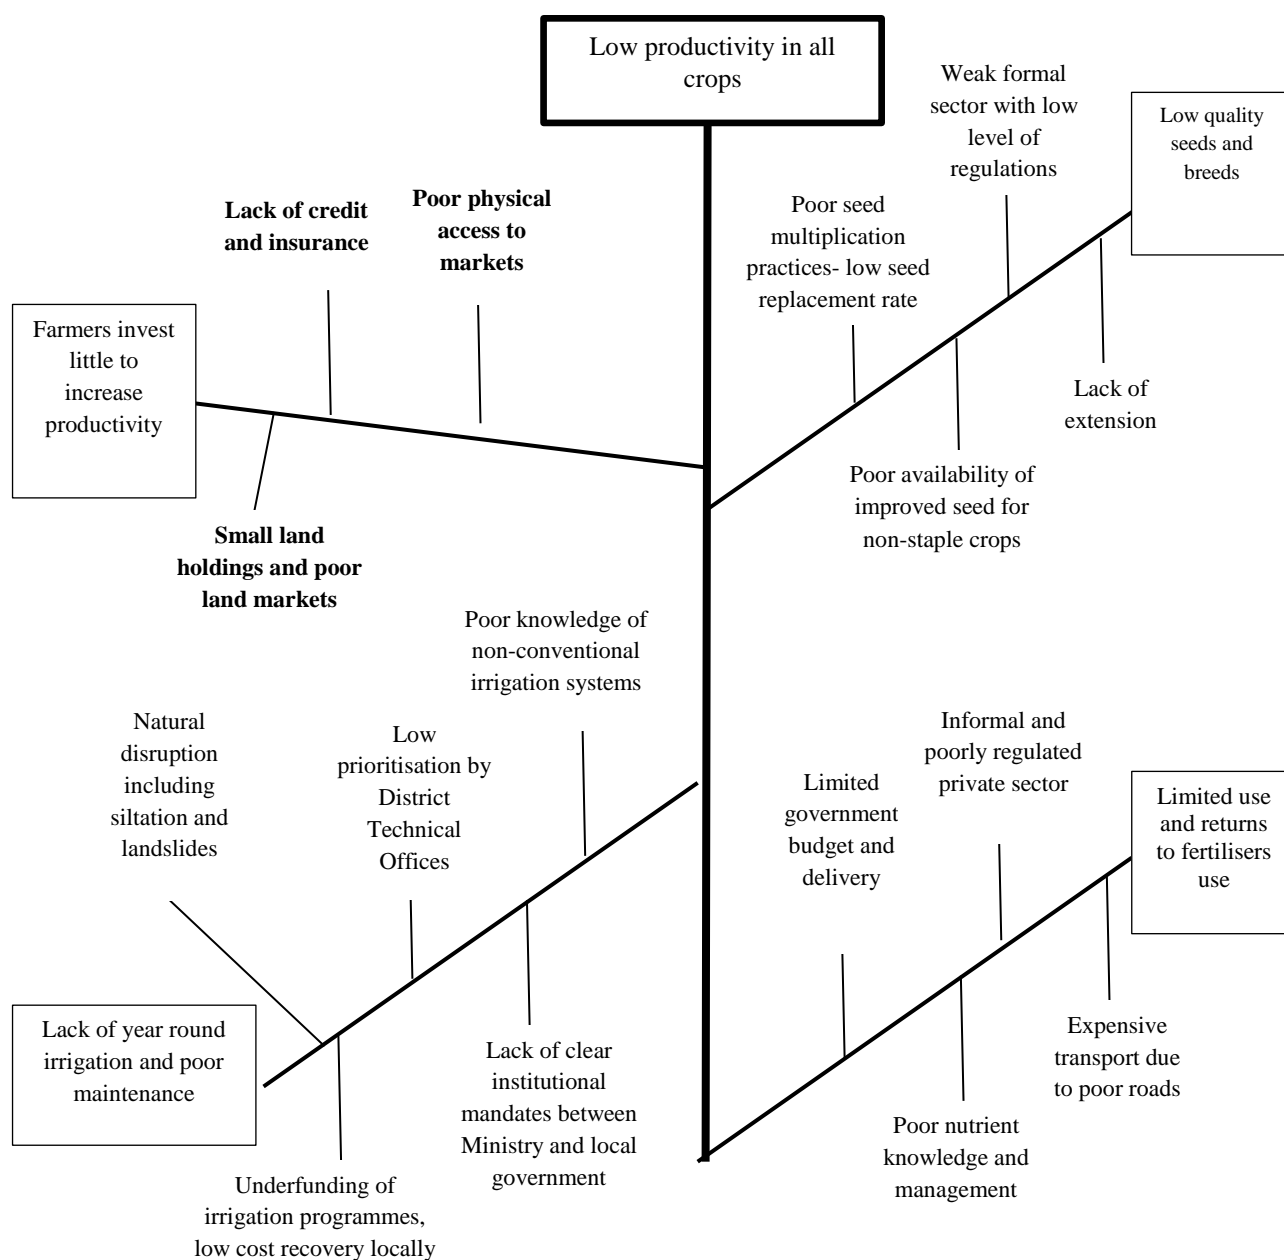 Low productivity in all
crops
Weak formal
sector with low
level of
regulations
Low quality
seeds and
breeds
Lack of credit
and insurance
Poor physical
access to
markets
Poor seed
multiplication
practices- low seed
replacement rate
Farmers invest
little to
increase
productivity
Lack of
extension
Poor availability of
improved seed for
non-staple crops
Small land
holdings and poor
land markets
Poor knowledge of
non-conventional
irrigation systems
Natural
disruption
including
siltation and
landslides
Low
prioritisation by
District
Technical
Offices
Informal and
poorly regulated
private sector
Limited
government
budget and
delivery
Limited use
and returns
to fertilisers
use
Lack of year round
irrigation and poor
maintenance
Lack of clear
institutional
mandates between
Ministry and local
government
Expensive
transport due
to poor roads
Poor nutrient
knowledge and
management
Underfunding of
irrigation programmes,
low cost recovery locally